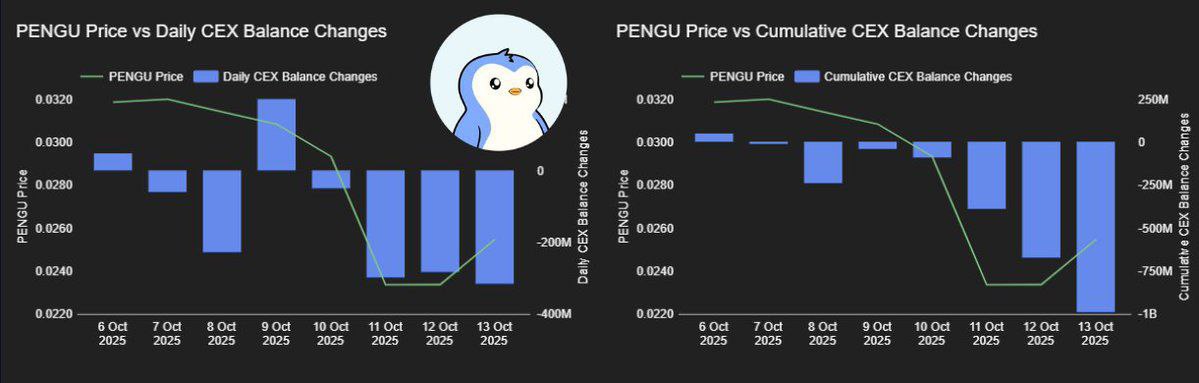 PENGU Price vs Daily CEX Balance Changes
PENGU Price
Daily CEX Balance Changes
0.0320
0.0300
0.0280
0.0260
0.0240
0.0220
PENGU Price
0
-200M
-400M
Daily CEX Balance Changes
6 Oct 2025
7 Oct 2025
8 Oct 2025
9 Oct 2025
10 Oct 2025
11 Oct 2025
12 Oct 2025
13 Oct 2025
PENGU Price vs Cumulative CEX Balance Changes
PENGU Price
Cumulative CEX Balance Changes
0.0320
0.0300
0.0280
0.0260
0.0240
0.0220
PENGU Price
250M
0
-250M
-500M
-750M
-1B
Cumulative CEX Balance Changes
6 Oct 2025
7 Oct 2025
8 Oct 2025
9 Oct 2025
10 Oct 2025
11 Oct 2025
12 Oct 2025
13 Oct 2025